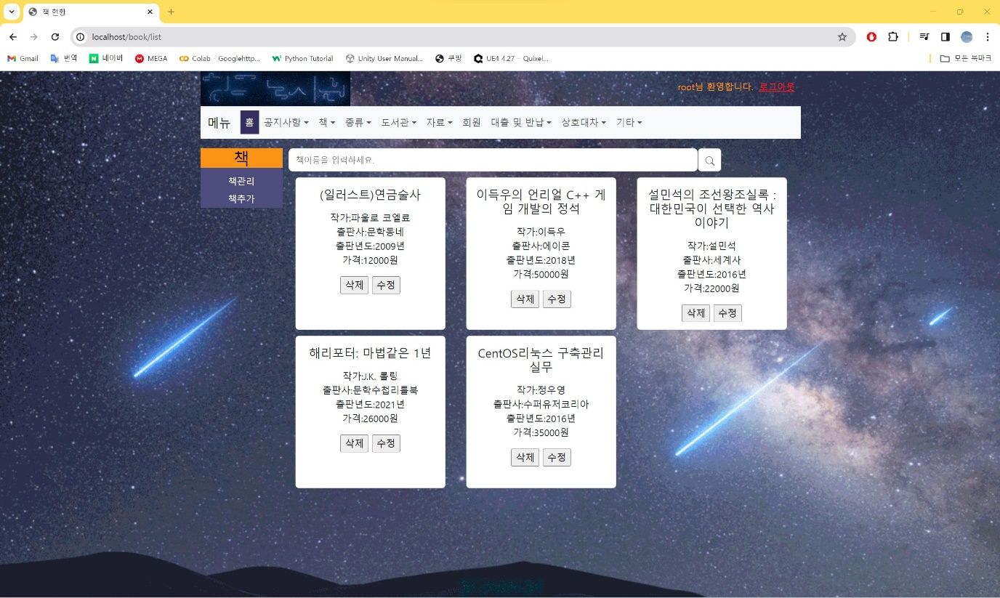 책 현황
localhost/book/list
Gmail
번역
네이버
MEGA
Colab - Googlehttp...
Python Tutorial
Unity User Manual...
쿠팡
UE4 4.27 – Quixel...
모든 북마크
root님 환영합니다. 로그아웃
메뉴 홈 공지사항 책 종류 도서관 자료 회원 대출 및 반납 상호대차 기타
책
책관리
책추가
책이름을 입력하세요.
(일러스트)연금술사
작가:파울로 코엘료
출판사:문학동네
출판년도:2009년
가격:12000원
삭제 수정
이득우의 언리얼 C++ 게
임 개발의 정석
작가:이득우
출판사:에이콘
출판년도:2018년
가격:50000원
삭제 수정
설민석의 조선왕조실록 :
대한민국이 선택한 역사
이야기
작가:설민석
출판사:세계사
출판년도:2016년
가격:22000원
삭제 수정
해리포터: 마법같은 1년
작가:J.K. 롤링
출판사:문학수첩리틀북
출판년도:2021년
가격:26000원
삭제 수정
CentOS리눅스 구축관리
실무
작가:정우영
출판사:수퍼유저코리아
출판년도:2016년
가격:35000원
삭제 수정